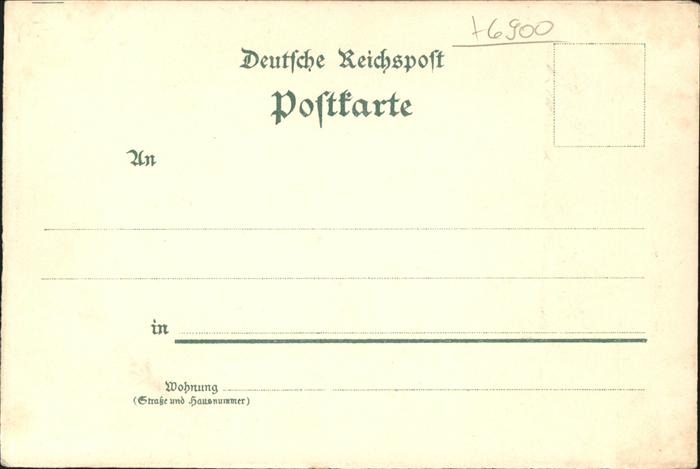 +6900
Deutsche Reichspost
Postkarte
An
in
Wohnung
(Straße und Hausnummer)